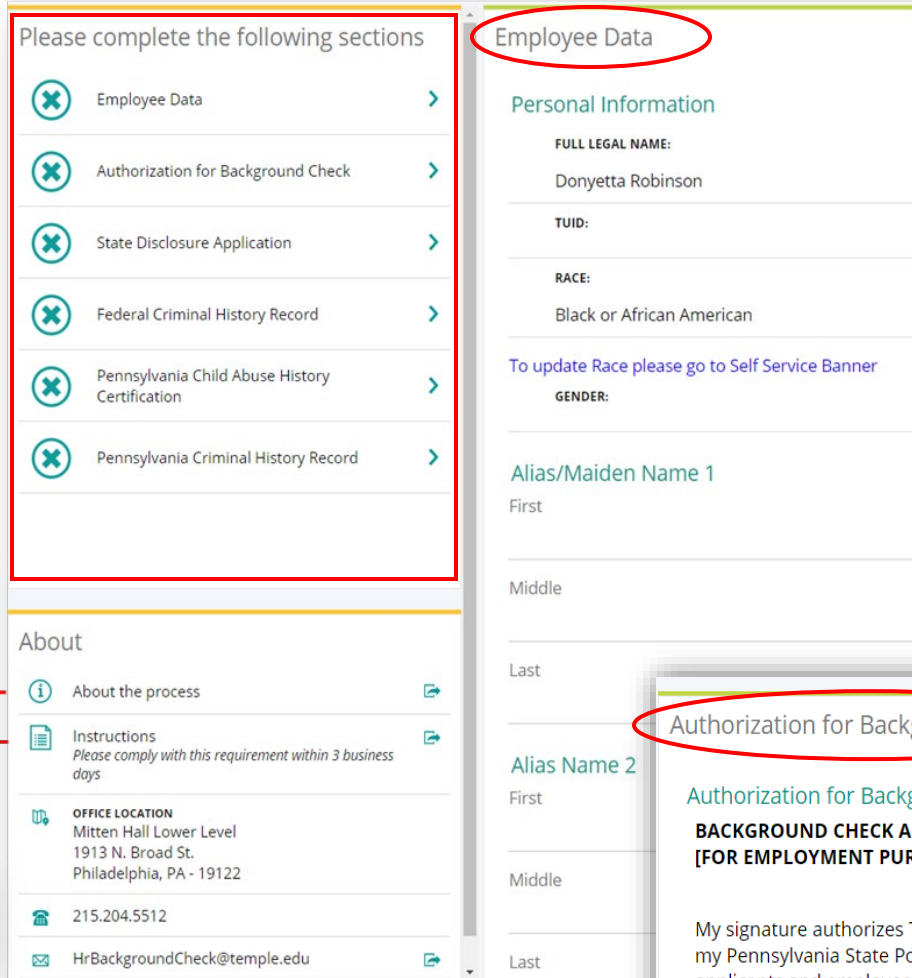 Please complete the following sections
Employee Data
Authorization for Background Check
State Disclosure Application
Federal Criminal History Record
Pennsylvania Child Abuse History
Certification
Pennsylvania Criminal History Record
About
About the process
Instructions
Please comply with this requirement within 3 business
days
OFFICE LOCATION
Mitten Hall Lower Level
1913 N. Broad St.
Philadelphia, PA - 19122
215.204.5512
HrBackgroundCheck@temple.edu
Employee Data
Personal Information
FULL LEGAL NAME:
Donyetta Robinson
TUID:
RACE:
Black or African American
To update Race please go to Self Service Banner
GENDER:
Alias/Maiden Name 1
First
Middle
Last
Alias Name 2
First
Middle
Last
Authorization for
Authorization for
BACKGROUND CHECK
[FOR EMPLOYMENT
My signature authorizes
my Pennsylvania State